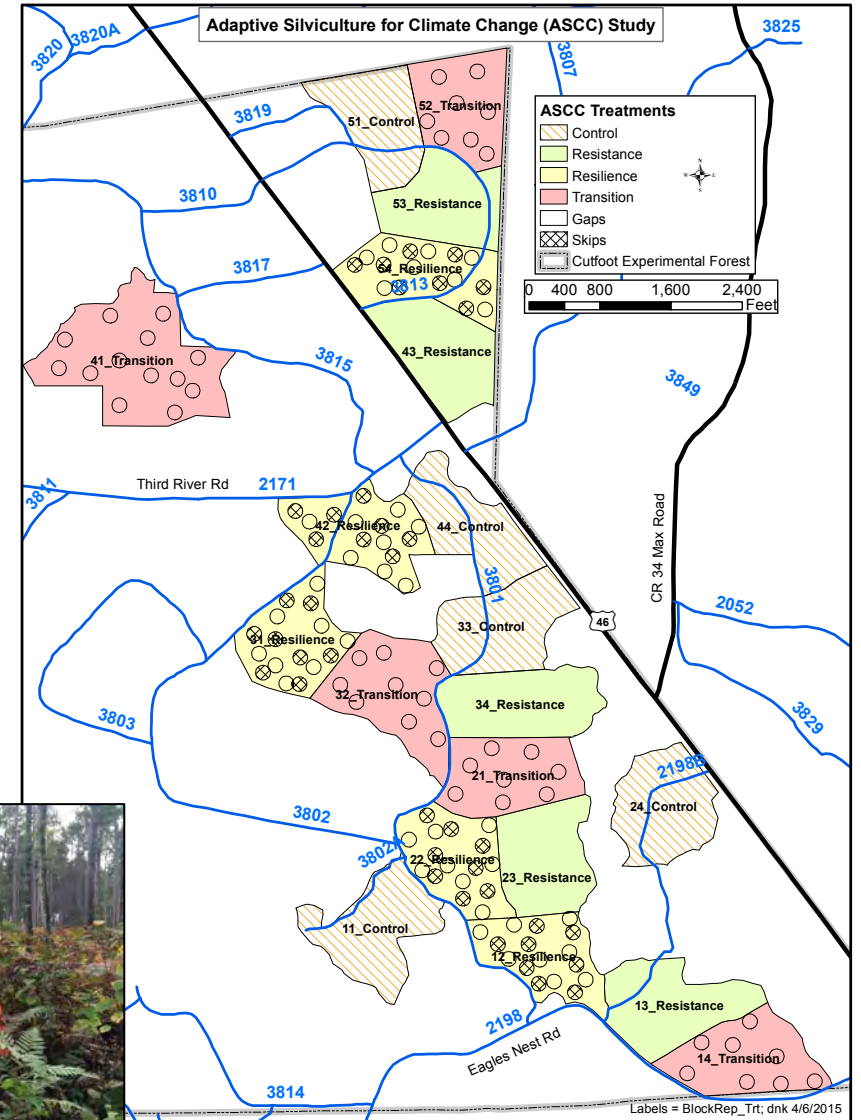 Adaptive Silviculture for Climate Change (ASCC) Study
3820
3820A
3807
3825
3819
51_Control
52_Transition
ASCC Treatments
Control
Resistance
Resilience
Transition
Gaps
Skips
Cutfoot Experimental Forest
N
W
E
S
0 400 800 1,600 2,400
Feet
3810
53_Resistance
3817
54_Resilience
3813
41_Transition
3815
43_Resistance
3849
3811
Third River Rd
2171
42_Resilience
44_Control
3801
CR 34 Max Road
2052
33_Control
46
31_Resilience
32_Transition
34_Resistance
3803
3829
21_Transition
2198B
24_Control
3802
3802A
22_Resilience
23_Resistance
11_Control
12_Resilience
13_Resistance
2198
Eagles Nest Rd
14_Transition
3814
Labels = BlockRep_Trt; dnk 4/6/2015